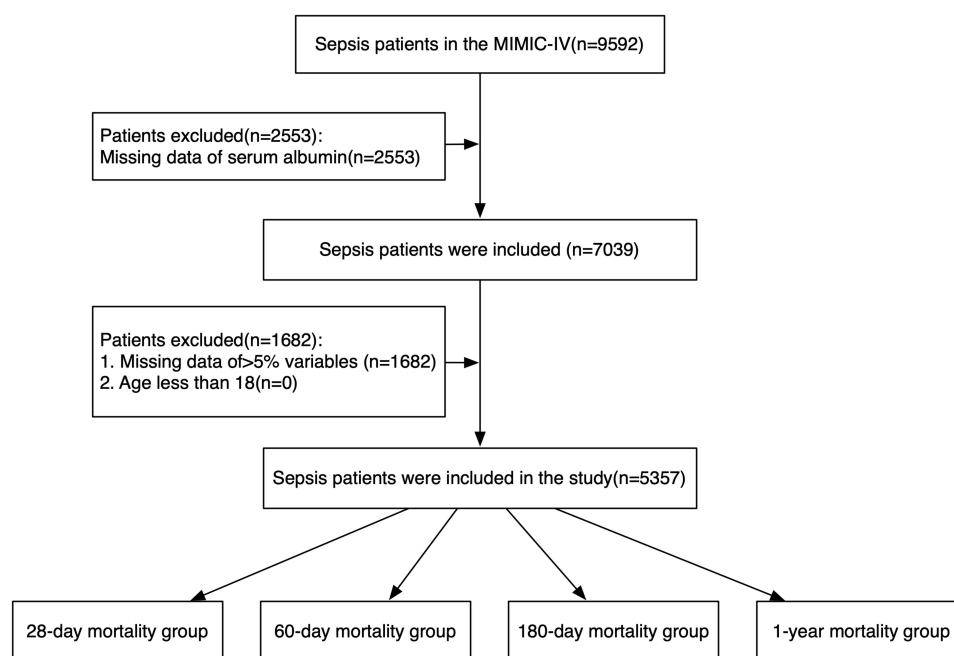 Sepsis patients in the MIMIC-IV(n=9592)
Patients excluded(n=2553):
Missing data of serum albumin(n=2553)
Sepsis patients were included (n=7039)
Patients excluded(n=1682):
1. Missing data of>5% variables (n=1682)
2. Age less than 18(n=0)
Sepsis patients were included in the study(n=5357)
28-day mortality group
60-day mortality group
180-day mortality group
1-year mortality group